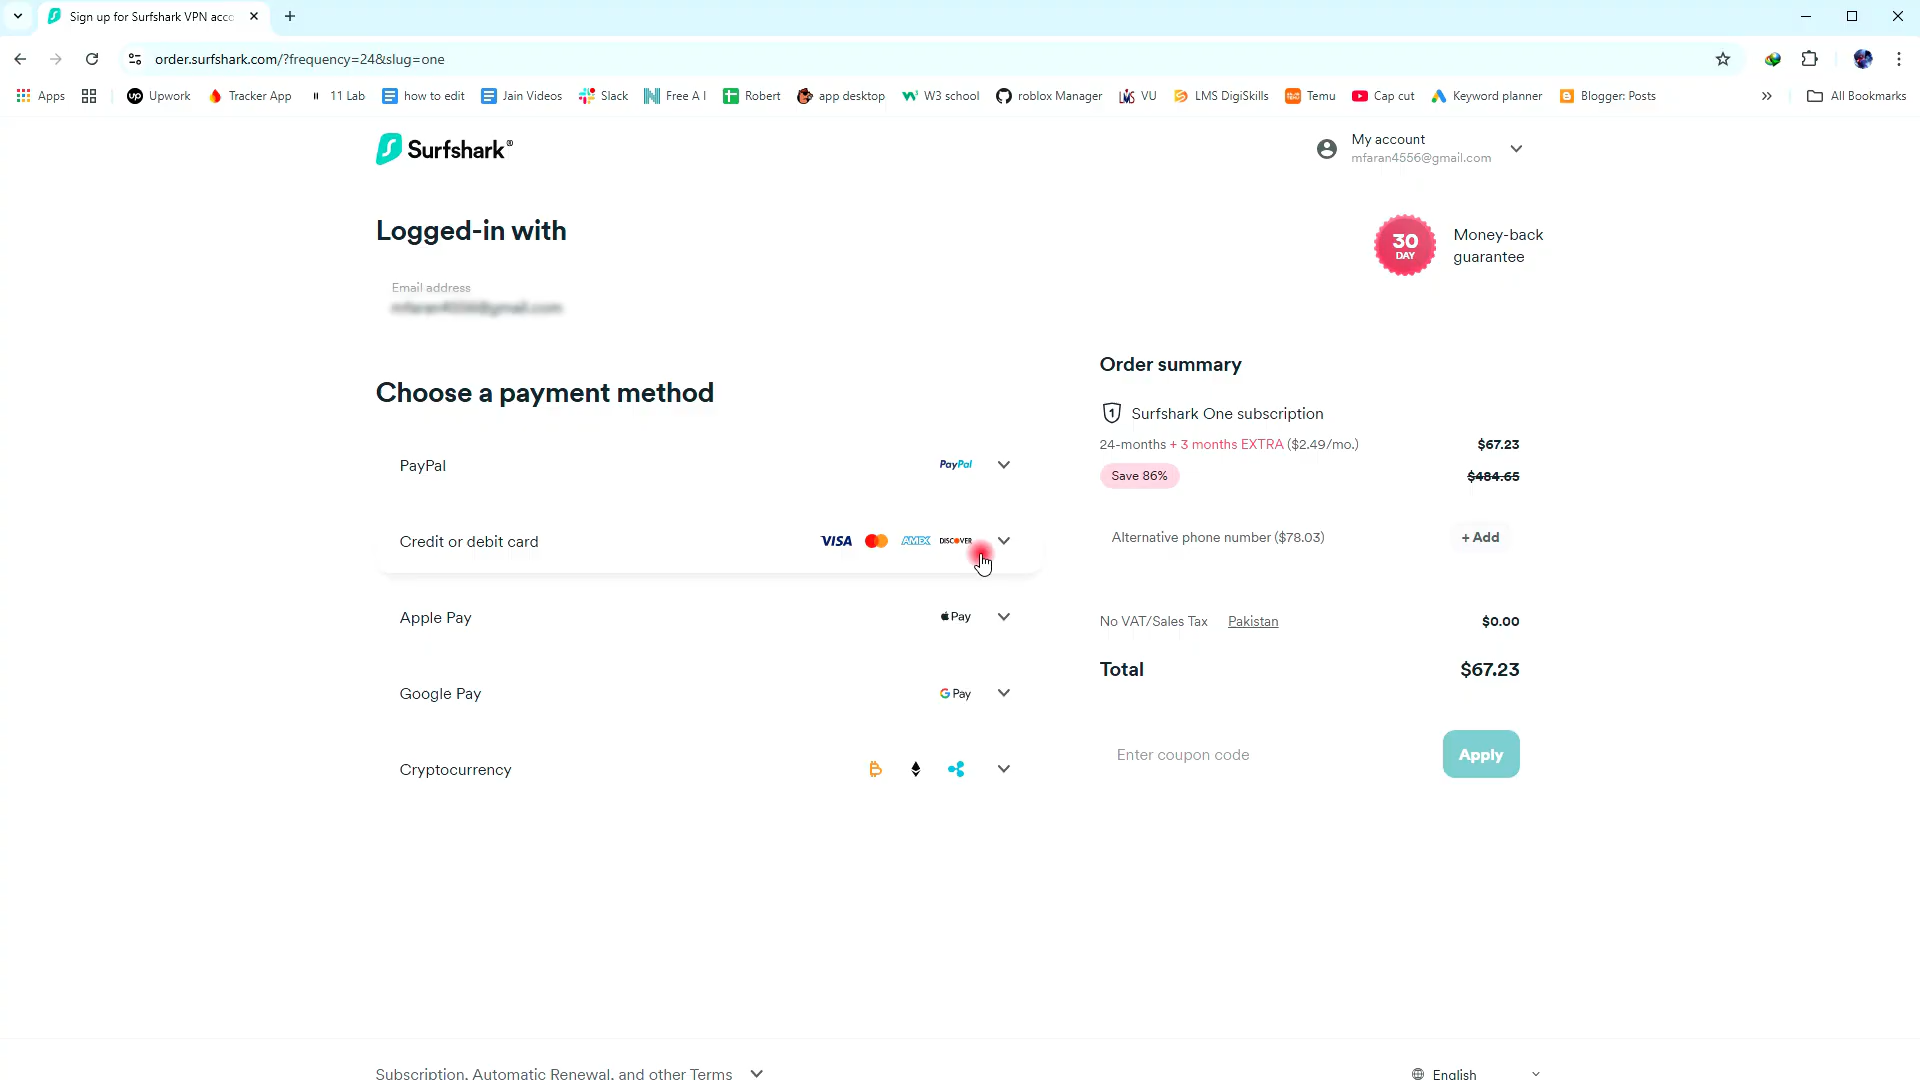 Sign up for Surfshark VPN acco
order.surfshark.com/?frequency=24&slug=one
Apps Upwork Tracker App 11 Lab how to edit Jain Videos Slack Free A I Robert app desktop W3 school roblox Manager VU LMS DigiSkills Temu Cap cut Keyword planner Blogger: Posts » All Bookmarks
Surfshark®
My account
mfaran4556@gmail.com
Logged-in with
30
DAY
Money-back
guarantee
Email address
mfaran4556@gmail.com
Choose a payment method
Order summary
1 Surfshark One subscription
24-months + 3 months EXTRA ($2.49/mo.) $67.23
Save 86% $484.65
PayPal PayPal
Credit or debit card VISA AMEX DISCOVER
Alternative phone number ($78.03) + Add
Apple Pay Pay
No VAT/Sales Tax Pakistan $0.00
Total $67.23
Google Pay G Pay
Enter coupon code Apply
Cryptocurrency
Subscription, Automatic Renewal, and other Terms
English